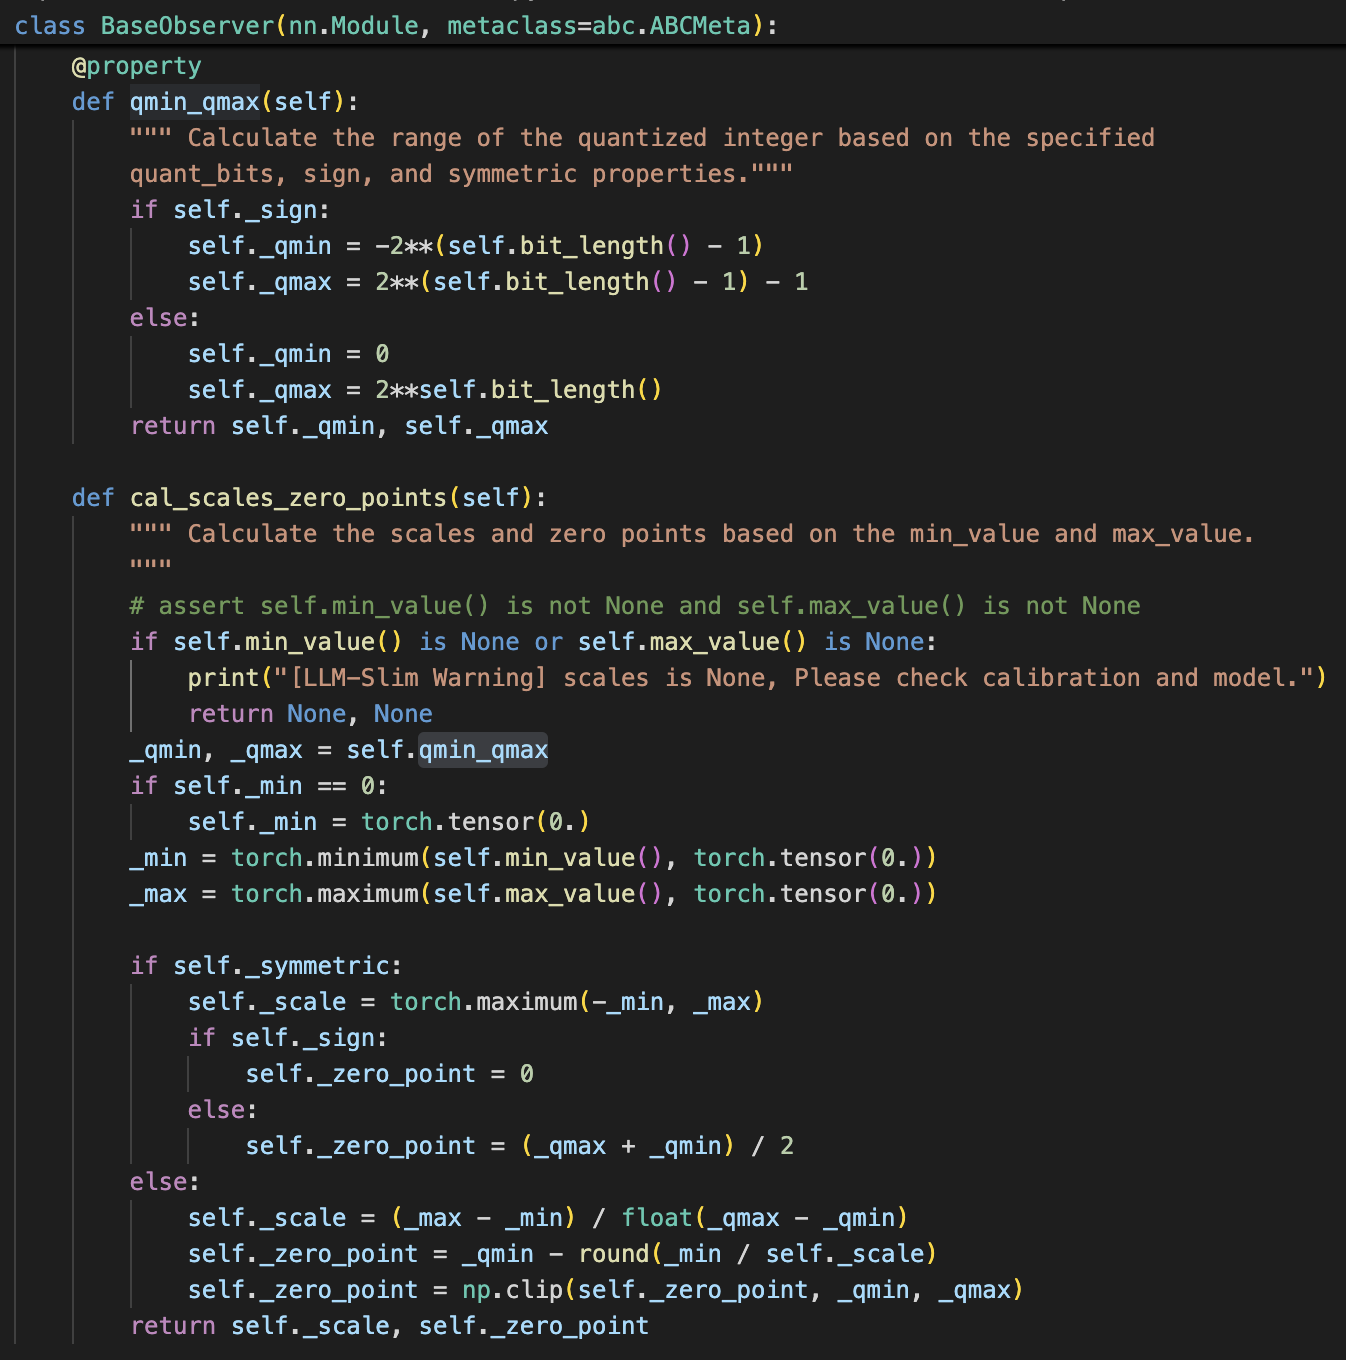 class BaseObserver(nn.Module, metaclass=abc.ABCMeta):
    @property
    def qmin_qmax(self):
        """ Calculate the range of the quantized integer based on the specified
        quant_bits, sign, and symmetric properties."""
        if self._sign:
            self._qmin = -2**(self.bit_length() - 1)
            self._qmax = 2**(self.bit_length() - 1) - 1
        else:
            self._qmin = 0
            self._qmax = 2**self.bit_length()
        return self._qmin, self._qmax

    def cal_scales_zero_points(self):
        """ Calculate the scales and zero points based on the min_value and max_value.
        """
        # assert self.min_value() is not None and self.max_value() is not None
        if self.min_value() is None or self.max_value() is None:
            print("[LLM-Slim Warning] scales is None, Please check calibration and model.")
            return None, None
        _qmin, _qmax = self.qmin_qmax
        if self._min == 0:
            self._min = torch.tensor(0.)
        _min = torch.minimum(self.min_value(), torch.tensor(0.))
        _max = torch.maximum(self.max_value(), torch.tensor(0.))

        if self._symmetric:
            self._scale = torch.maximum(-_min, _max)
            if self._sign:
                self._zero_point = 0
            else:
                self._zero_point = (_qmax + _qmin) / 2
        else:
            self._scale = (_max - _min) / float(_qmax - _qmin)
            self._zero_point = _qmin - round(_min / self._scale)
            self._zero_point = np.clip(self._zero_point, _qmin, _qmax)
        return self._scale, self._zero_point